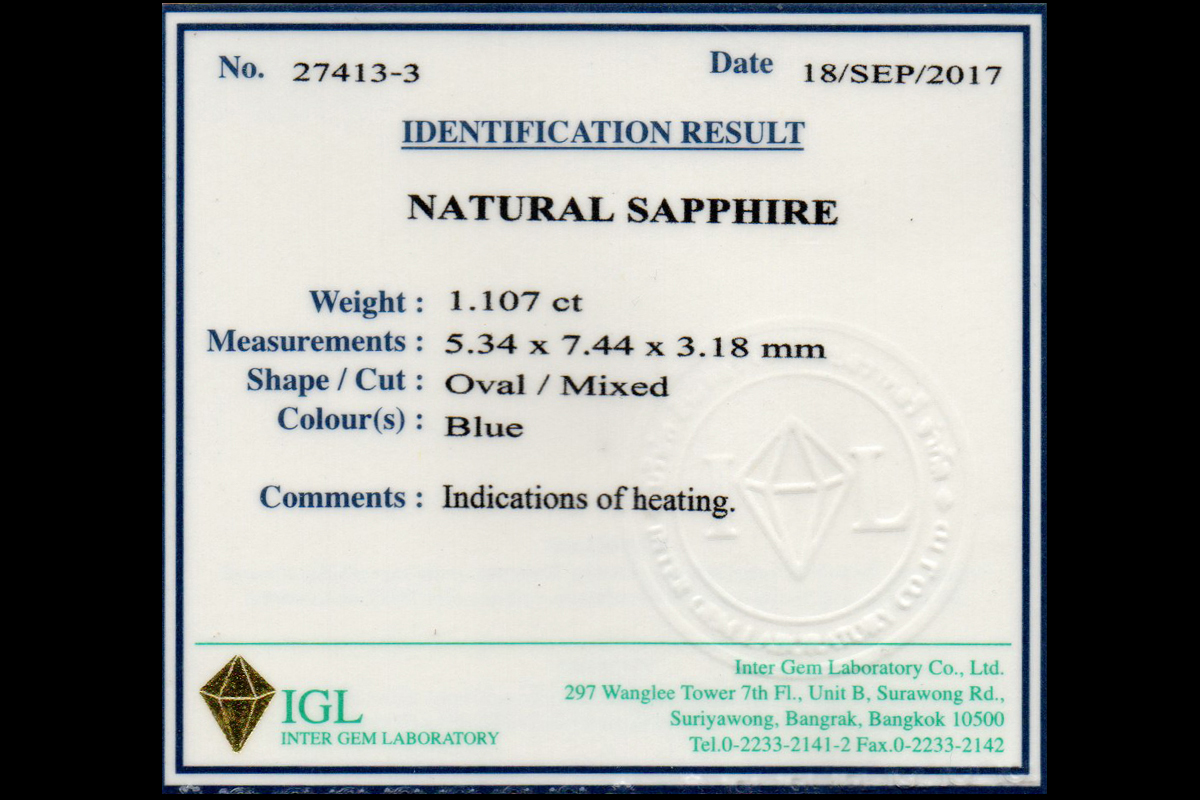 No. 27413-3 Date 18/SEP/2017
IDENTIFICATION RESULT
NATURAL SAPPHIRE
Weight : 1.107 ct
Measurements : 5.34 x 7.44 x 3.18 mm
Shape / Cut : Oval / Mixed
Colour(s) : Blue
Comments : Indications of heating.
I L
IGL
INTER GEM LABORATORY
Inter Gem Laboratory Co., Ltd.
297 Wanglee Tower 7th Fl., Unit B, Surawong Rd.,
Suriyawong, Bangrak, Bangkok 10500
Tel.0-2233-2141-2 Fax.0-2233-2142